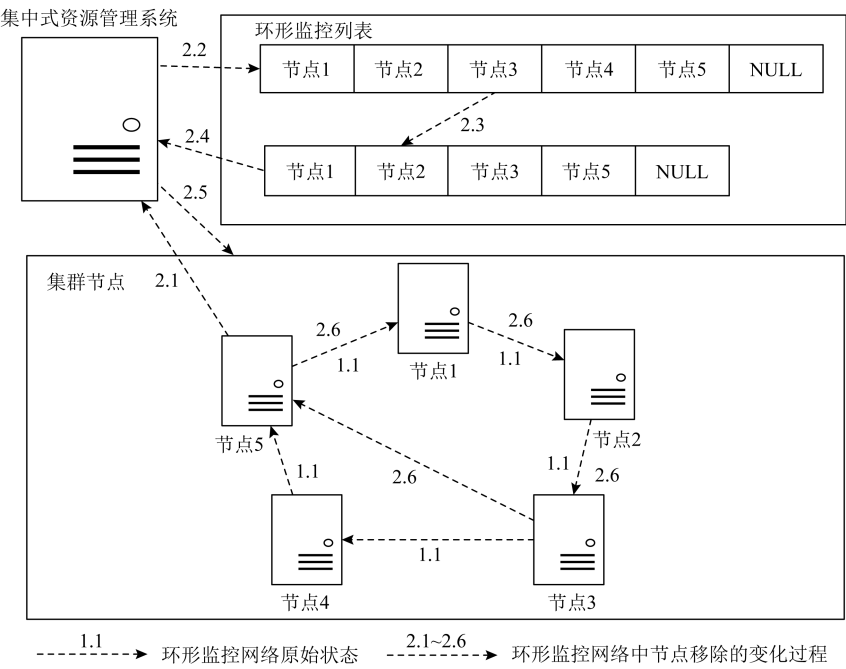 集中式资源管理系统
环形监控列表
2.2
节点1 节点2 节点3 节点4 节点5 NULL
2.3
2.4
节点1 节点2 节点3 节点5 NULL
2.5
集群节点
2.1
2.6
2.6
1.1
1.1
节点1
节点5
节点2
1.1
1.1
2.6
2.6
1.1
节点4
节点3
1.1 环形监控网络原始状态 2.1~2.6 环形监控网络中节点移除的变化过程